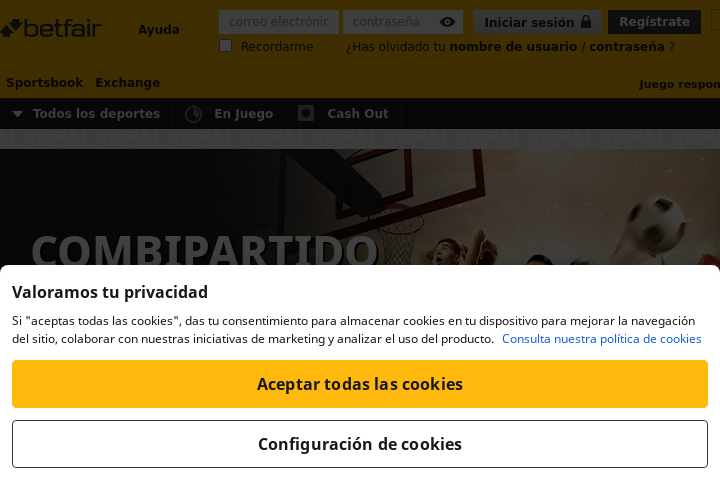 betfair
Ayuda
correo electrónic
contraseña
Iniciar sesión
Regístrate
Recordarme
¿Has olvidado tu nombre de usuario / contraseña ?
Sportsbook
Exchange
Juego respon
Todos los deportes
En Juego
Cash Out
COMBIPARTIDO
Valoramos tu privacidad
Si "aceptas todas las cookies", das tu consentimiento para almacenar cookies en tu dispositivo para mejorar la navegación
del sitio, colaborar con nuestras iniciativas de marketing y analizar el uso del producto. Consulta nuestra política de cookies
Aceptar todas las cookies
Configuración de cookies